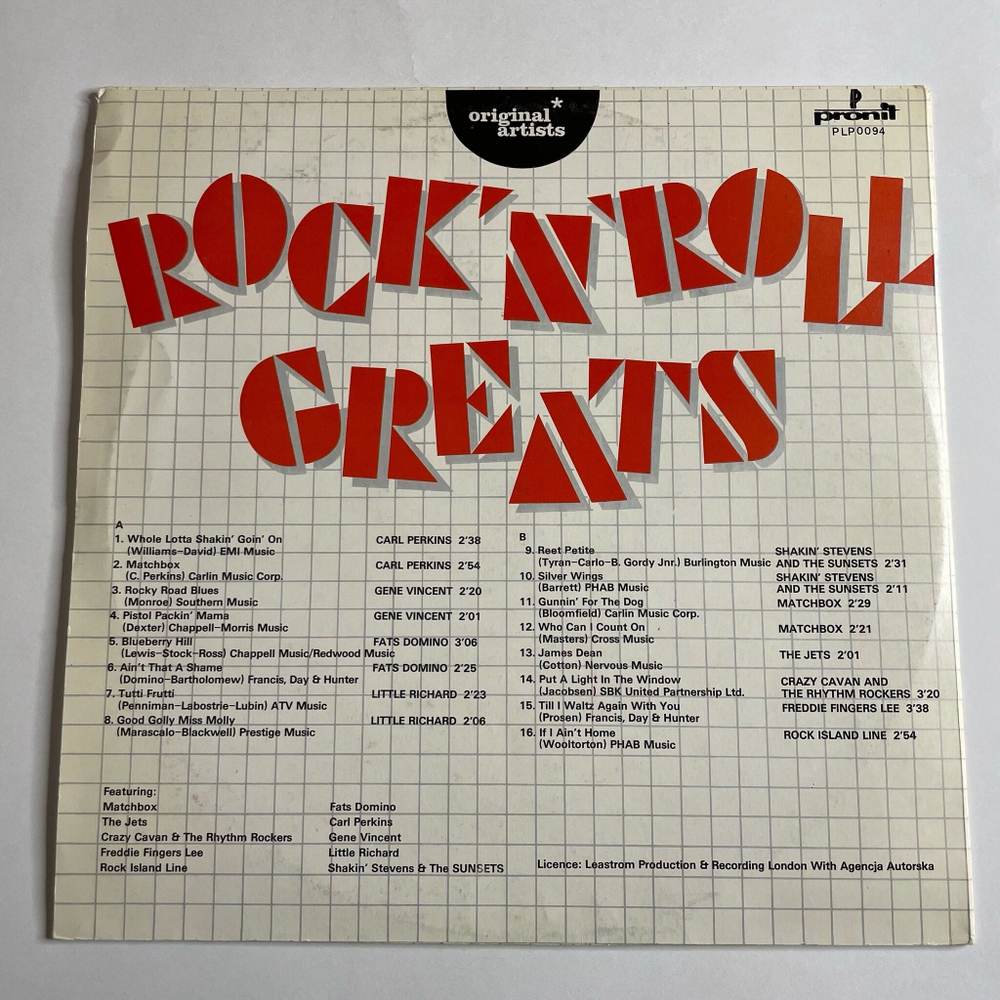 original*
artists
pronit
PLP0094
ROCK'N'ROLL
GREATS
A
1. Whole Lotta Shakin' Goin' On CARL PERKINS 2'38
(Williams-David) EMI Music
2. Matchbox CARL PERKINS 2'54
(C. Perkins) Carlin Music Corp.
3. Rocky Road Blues GENE VINCENT 2'20
(Monroe) Southern Music
4. Pistol Packin' Mama GENE VINCENT 2'01
(Dexter) Chappell-Morris Music
5. Blueberry Hill FATS DOMINO 3'06
(Lewis-Stock-Ross) Chappell Music/Redwood Music
6. Ain't That A Shame FATS DOMINO 2'25
(Domino-Bartholomew) Francis, Day & Hunter
7. Tutti Frutti LITTLE RICHARD 2'23
(Penniman-Labostrie-Lubin) ATV Music
8. Good Golly Miss Molly LITTLE RICHARD 2'06
(Marascalo-Blackwell) Prestige Music
B
9. Reet Petite SHAKIN' STEVENS
(Tyran-Carlo-B. Gordy Jnr.) Burlington Music AND THE SUNSETS 2'31
10. Silver Wings SHAKIN' STEVENS
(Barrett) PHAB Music AND THE SUNSETS 2'11
11. Gunnin' For The Dog MATCHBOX 2'29
(Bloomfield) Carlin Music Corp.
12. Who Can I Count On MATCHBOX 2'21
(Masters) Cross Music
13. James Dean THE JETS 2'01
(Cotton) Nervous Music
14. Put A Light In The Window CRAZY CAVAN AND
(Jacobsen) SBK United Partnership Ltd. THE RHYTHM ROCKERS 3'20
15. Till I Waltz Again With You FREDDIE FINGERS LEE 3'38
(Prosen) Francis, Day & Hunter
16. If I Ain't Home ROCK ISLAND LINE 2'54
(Wooltorton) PHAB Music
Featuring:
Matchbox Fats Domino
The Jets Carl Perkins
Crazy Cavan & The Rhythm Rockers Gene Vincent
Freddie Fingers Lee Little Richard
Rock Island Line Shakin' Stevens & The SUNSETS
Licence: Leastrom Production & Recording London With Agencja Autorska